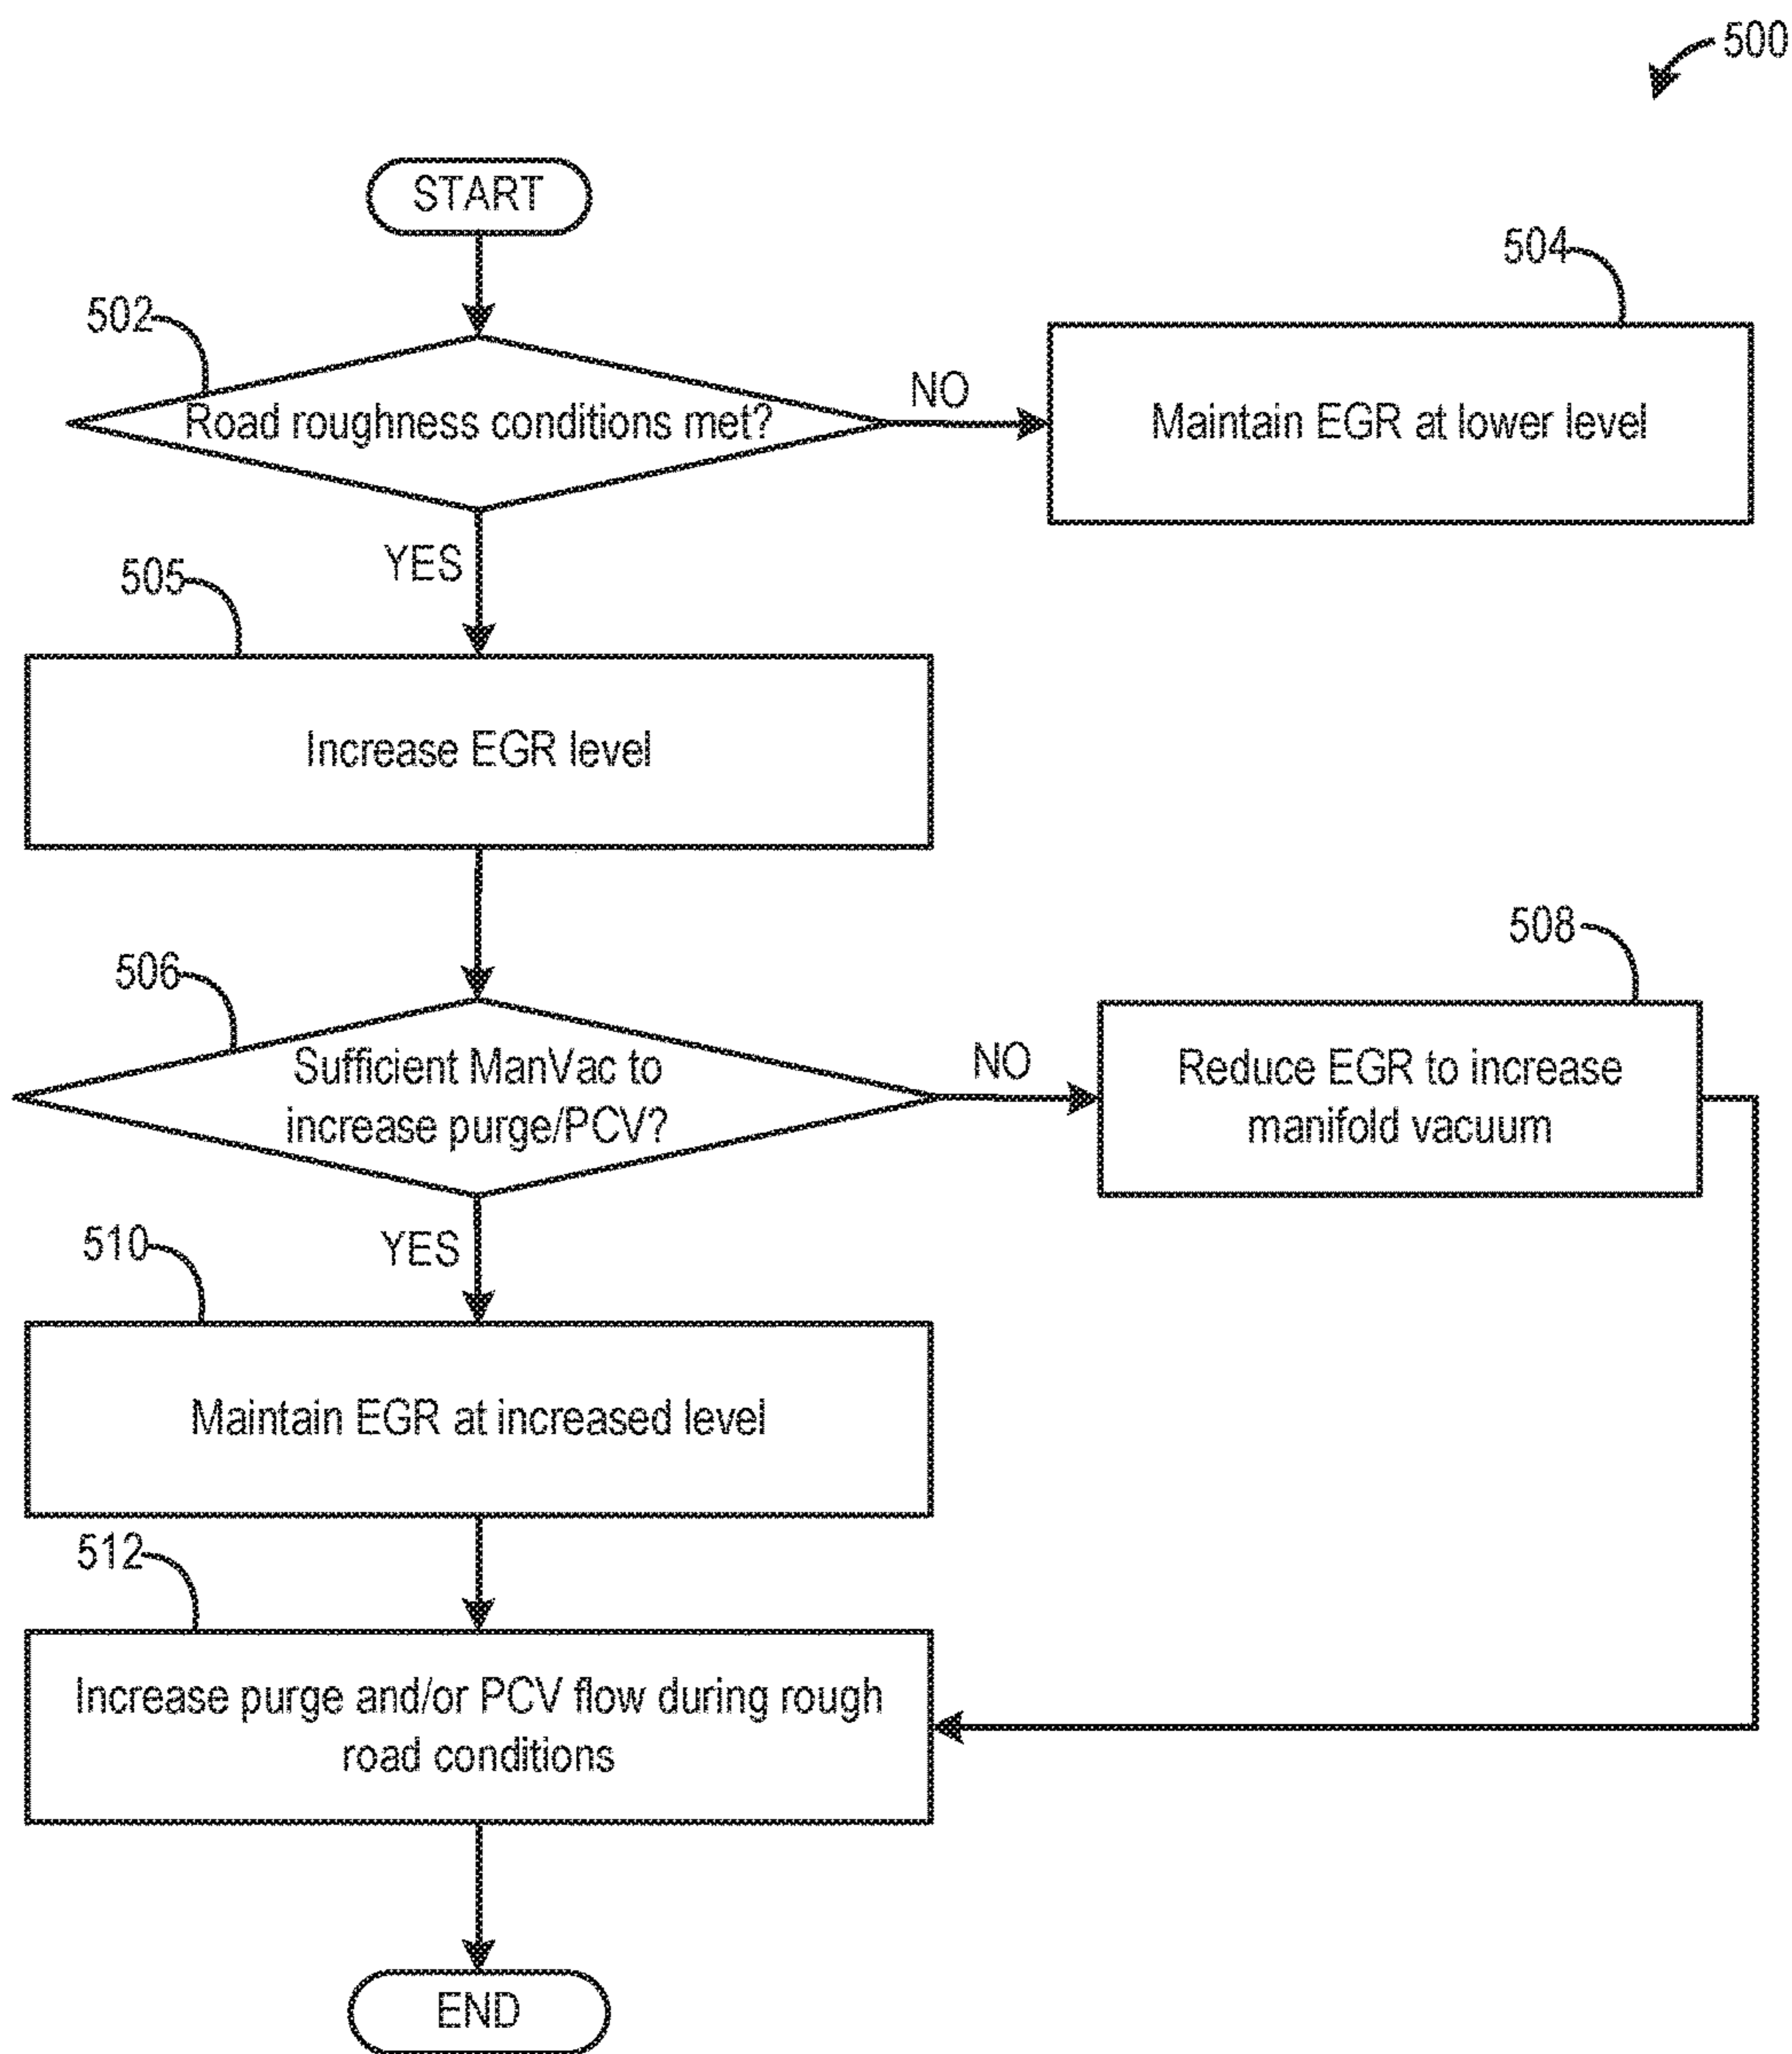 500
START
504
502
Road roughness conditions met?
NO
Maintain EGR at lower level
YES
505
Increase EGR level
508
506
Sufficient ManVac to
increase purge/PCV?
NO
Reduce EGR to increase
manifold vacuum
YES
510
Maintain EGR at increased level
512
Increase purge and/or PCV flow during rough
road conditions
END